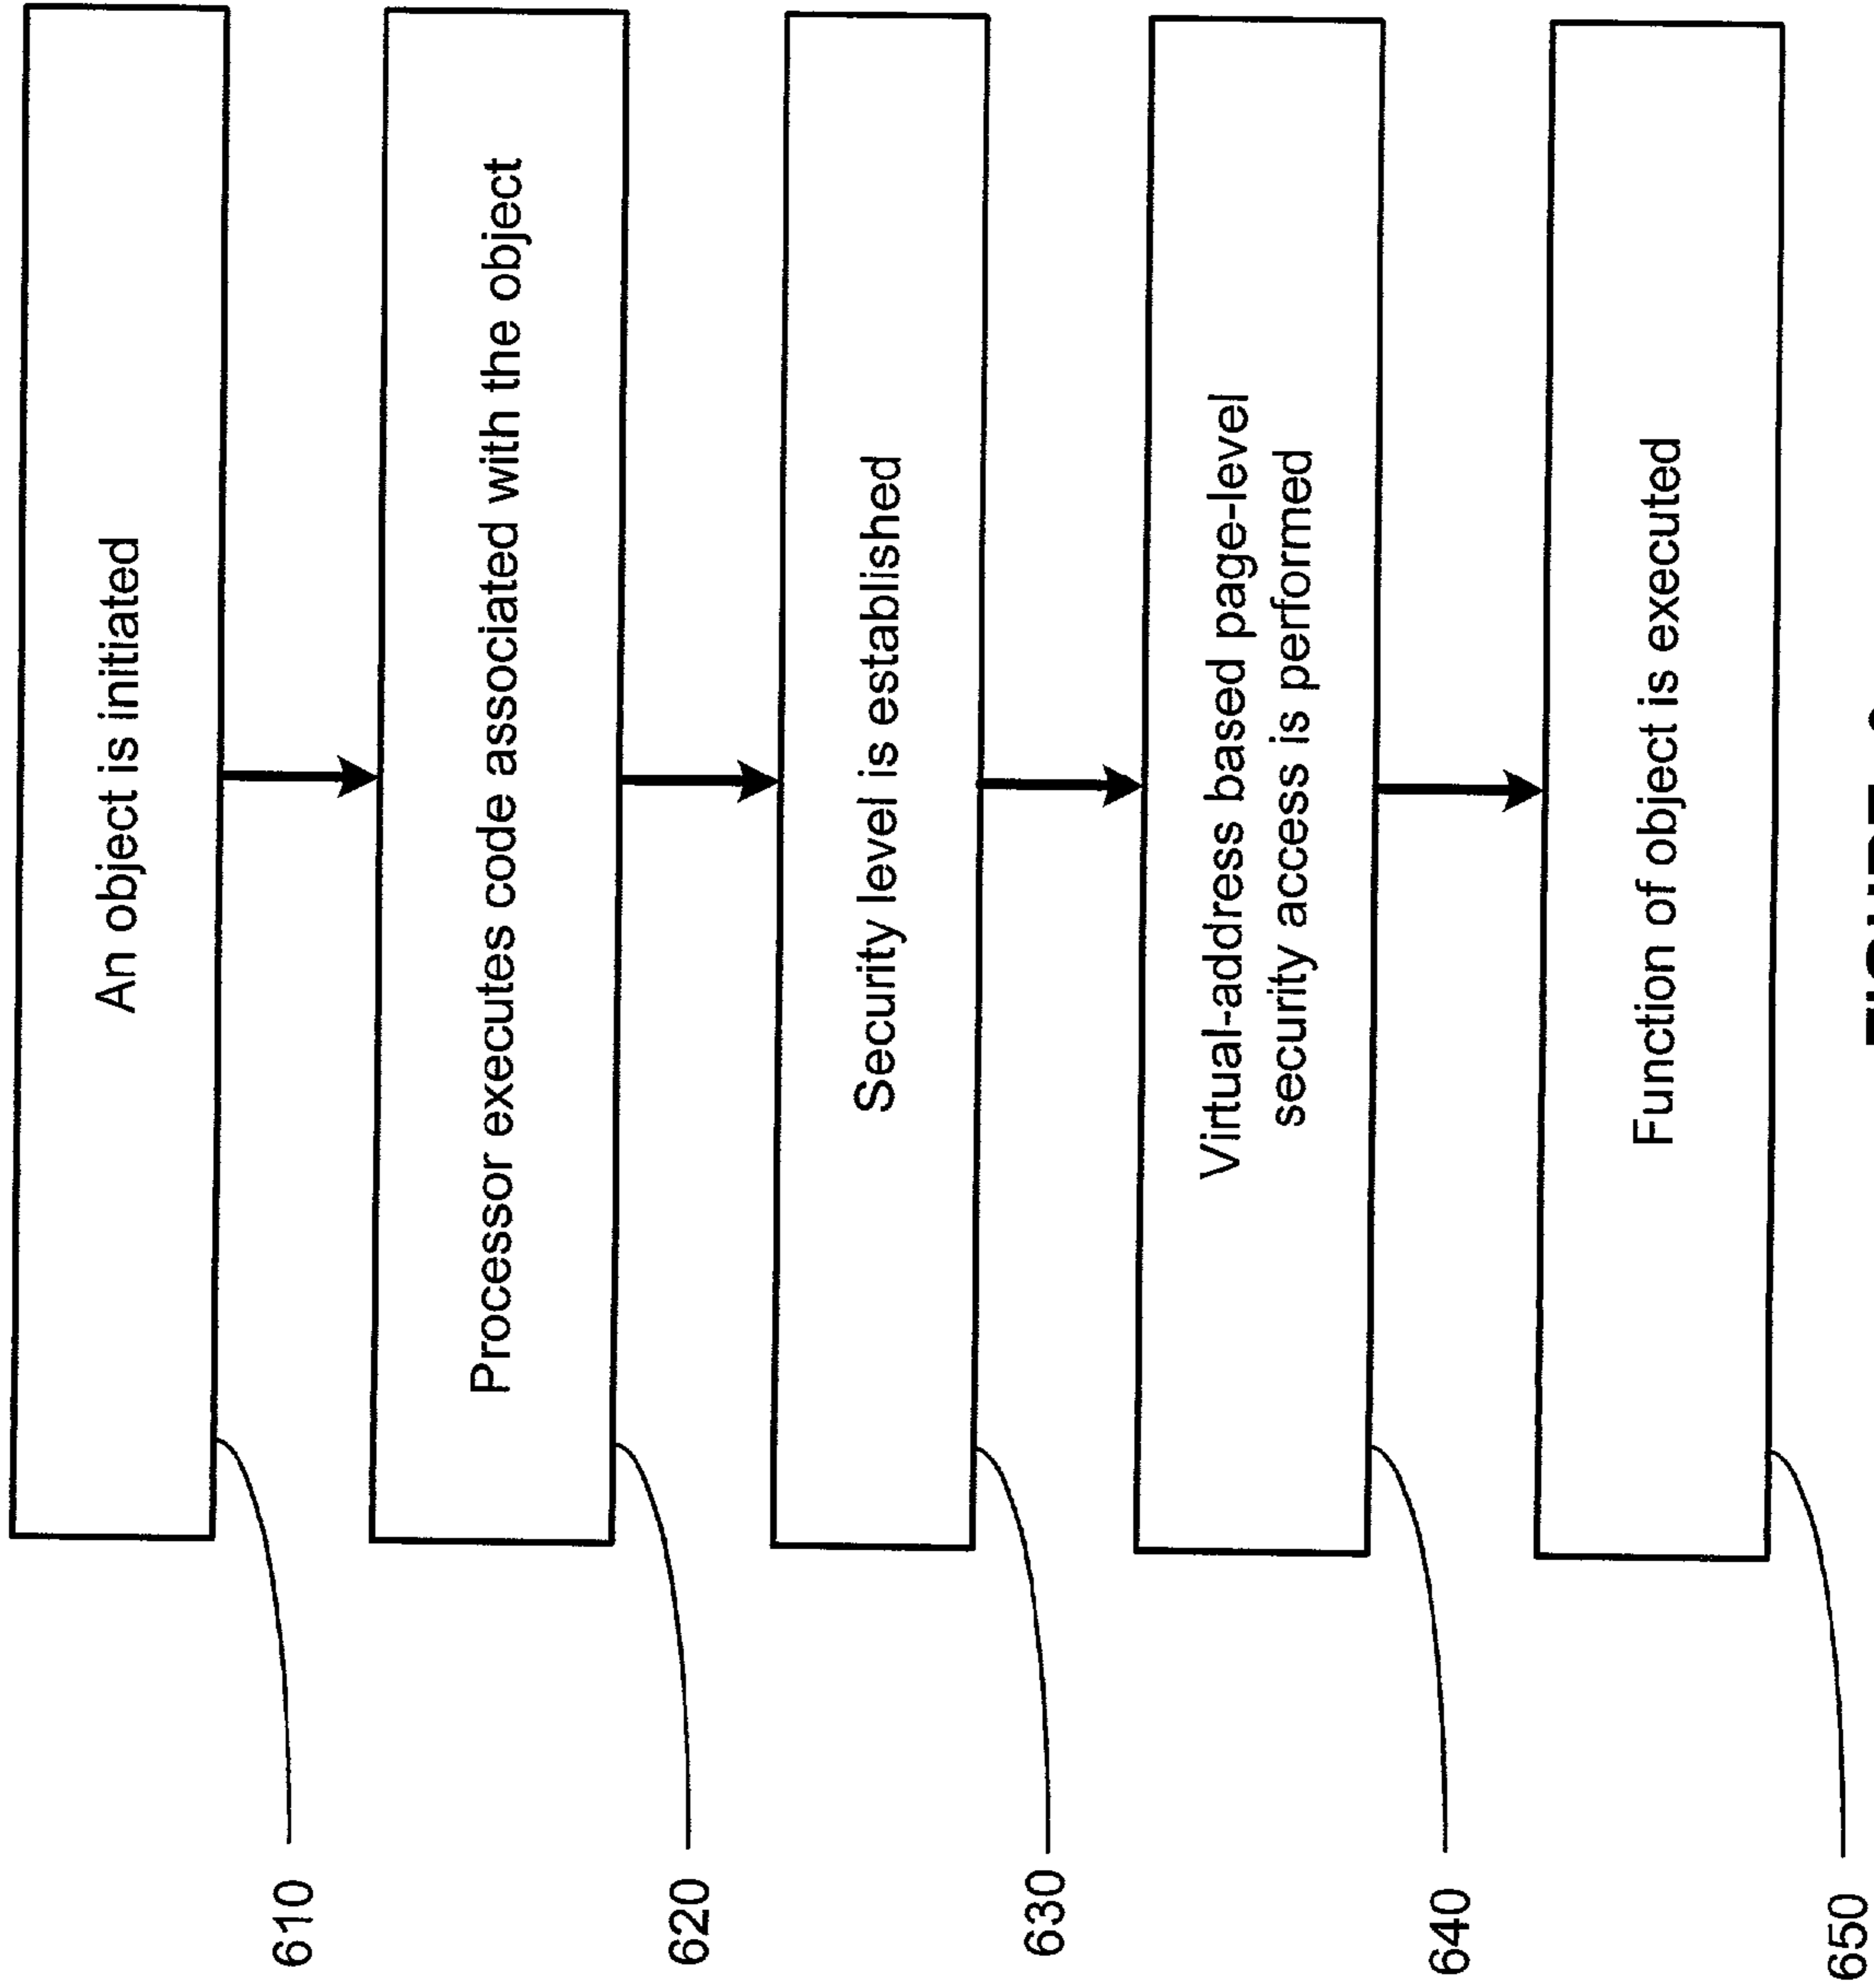 An object is initiated
610
Processor executes code associated with the object
620
Security level is established
630
Virtual-address based page-level
security access is performed
640
Function of object is executed
650